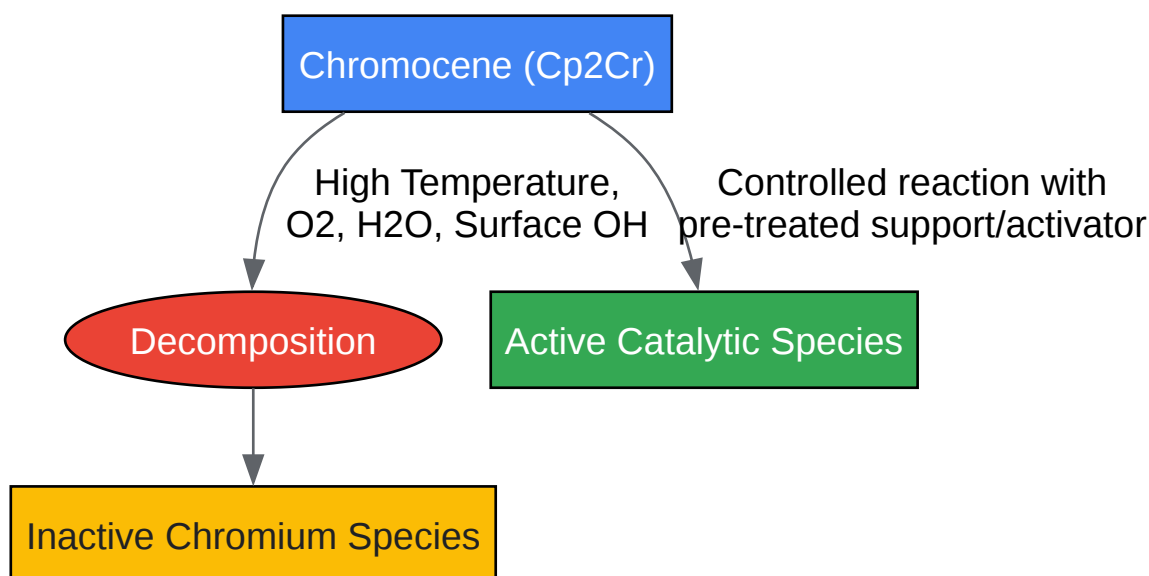 Chromocene (Cp2Cr)
High Temperature,
O2, H2O, Surface OH
Controlled reaction with
pre-treated support/activator
Decomposition
Active Catalytic Species
Inactive Chromium Species